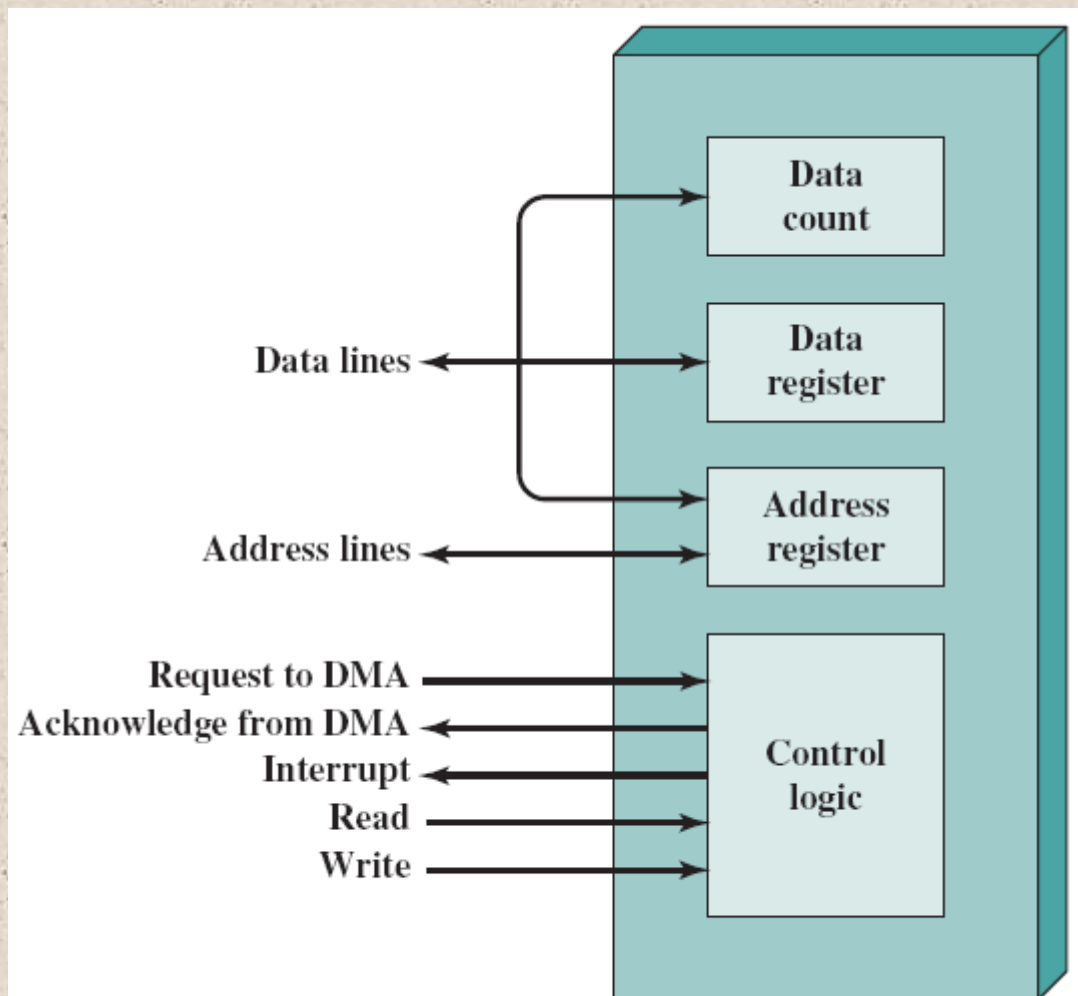 Data
count
Data lines
Data
register
Address lines
Address
register
Request to DMA
Acknowledge from DMA
Interrupt
Read
Write
Control
logic